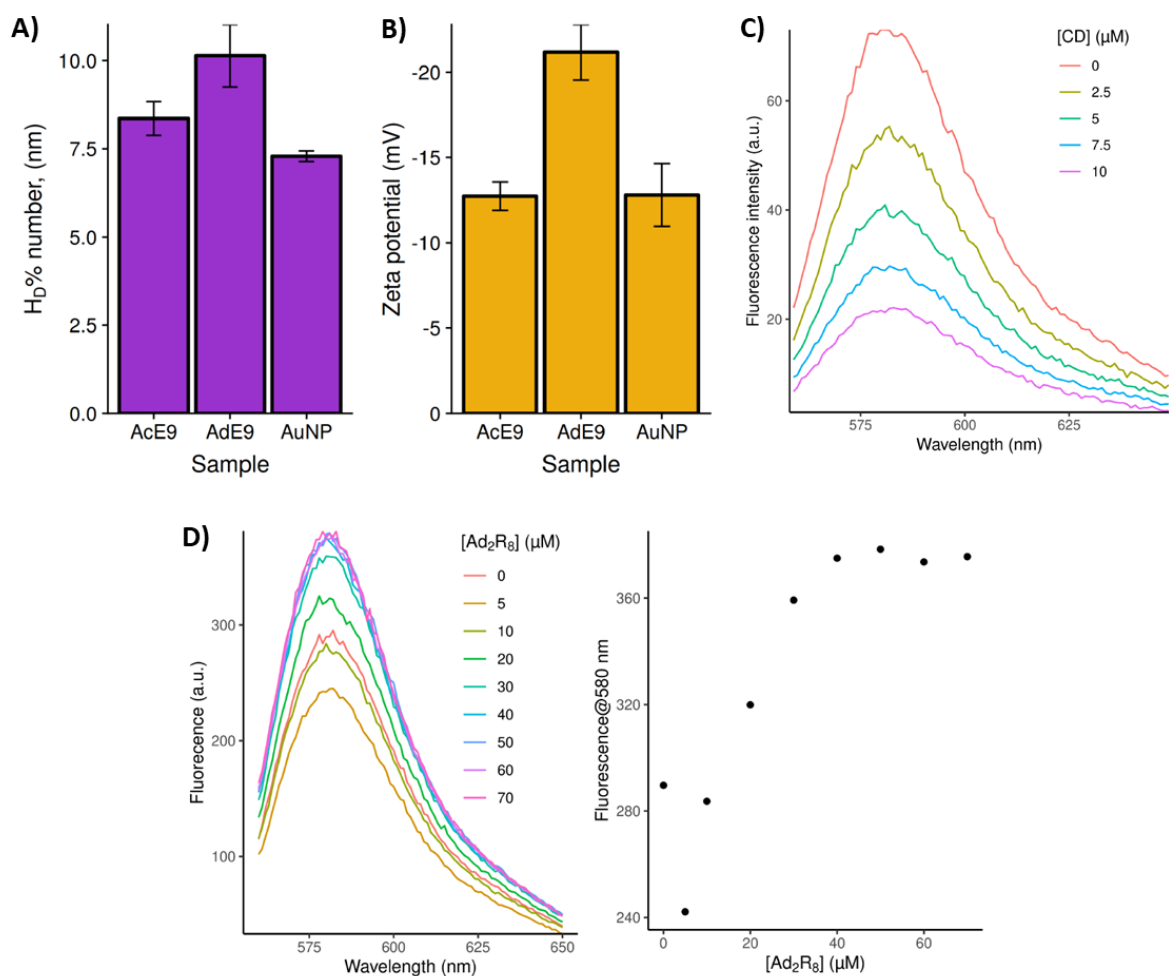 A)
H_D% number, (nm)
10.0
7.5
5.0
2.5
0.0
AcE9 AdE9 AuNP
Sample
B)
Zeta potential (mV)
-20
-15
-10
-5
0
AcE9 AdE9 AuNP
Sample
C)
Fluorescence intensity (a.u.)
60
40
20
575 600 625
Wavelength (nm)
[CD] (µM)
0
2.5
5
7.5
10
D)
Fluorecence (a.u.)
300
200
100
575 600 625 650
Wavelength (nm)
[Ad₂R₈] (µM)
0
5
10
20
30
40
50
60
70
Fluorescence@580 nm
360
320
280
240
0 20 40 60
[Ad₂R₈] (µM)